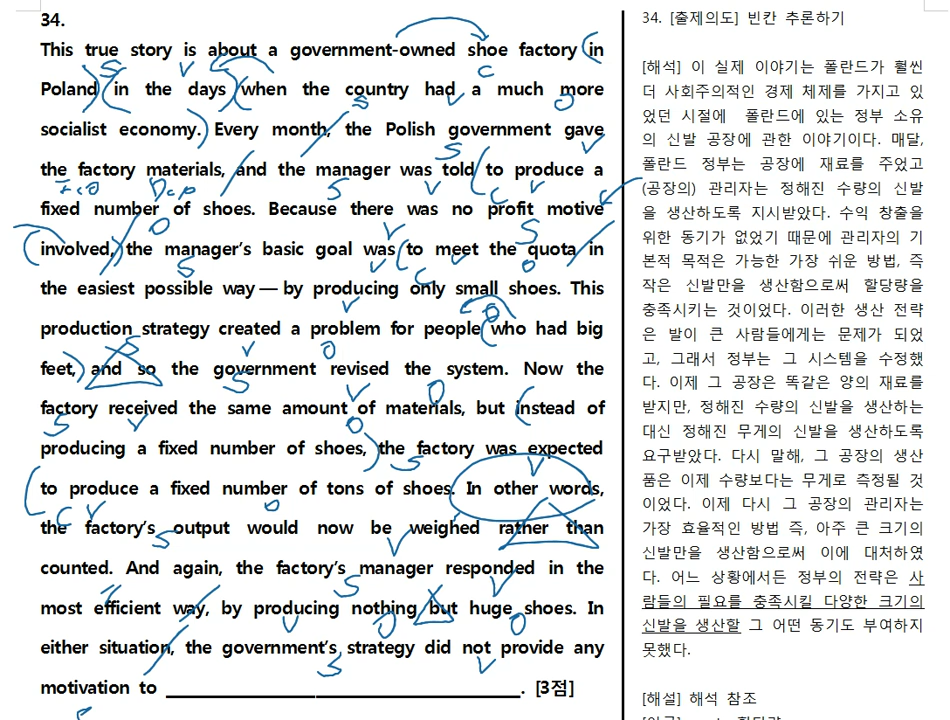 34.
This true story is about a government-owned shoe factory in
Poland in the days when the country had a much more
socialist economy. Every month, the Polish government gave
the factory materials, and the manager was told to produce a
fixed number of shoes. Because there was no profit motive
involved, the manager's basic goal was to meet the quota in
the easiest possible way — by producing only small shoes. This
production strategy created a problem for people who had big
feet, and so the government revised the system. Now the
factory received the same amount of materials, but instead of
producing a fixed number of shoes, the factory was expected
to produce a fixed number of tons of shoes. In other words,
the factory's output would now be weighed rather than
counted. And again, the factory's manager responded in the
most efficient way, by producing nothing but huge shoes. In
either situation, the government's strategy did not provide any
motivation to ______________________. [3점]
34. [출제의도] 빈칸 추론하기
[해석] 이 실제 이야기는 폴란드가 훨씬
더 사회주의적인 경제 체제를 가지고 있
었던 시절에 폴란드에 있는 정부 소유
의 신발 공장에 관한 이야기이다. 매달,
폴란드 정부는 공장에 재료를 주었고
(공장의) 관리자는 정해진 수량의 신발
을 생산하도록 지시받았다. 수익 창출을
위한 동기가 없었기 때문에 관리자의 기
본적 목적은 가능한 가장 쉬운 방법, 즉
작은 신발만을 생산함으로써 할당량을
충족시키는 것이었다. 이러한 생산 전략
은 발이 큰 사람들에게는 문제가 되었
고, 그래서 정부는 그 시스템을 수정했
다. 이제 그 공장은 똑같은 양의 재료를
받지만, 정해진 수량의 신발을 생산하는
대신 정해진 무게의 신발을 생산하도록
요구받았다. 다시 말해, 그 공장의 생산
품은 이제 수량보다는 무게로 측정될 것
이었다. 이제 다시 그 공장의 관리자는
가장 효율적인 방법 즉, 아주 큰 크기의
신발만을 생산함으로써 이에 대처하였
다. 어느 상황에서든 정부의 전략은 사
람들의 필요를 충족시킬 다양한 크기의
신발을 생산할 그 어떤 동기도 부여하지
못했다.
[해설] 해석 참조